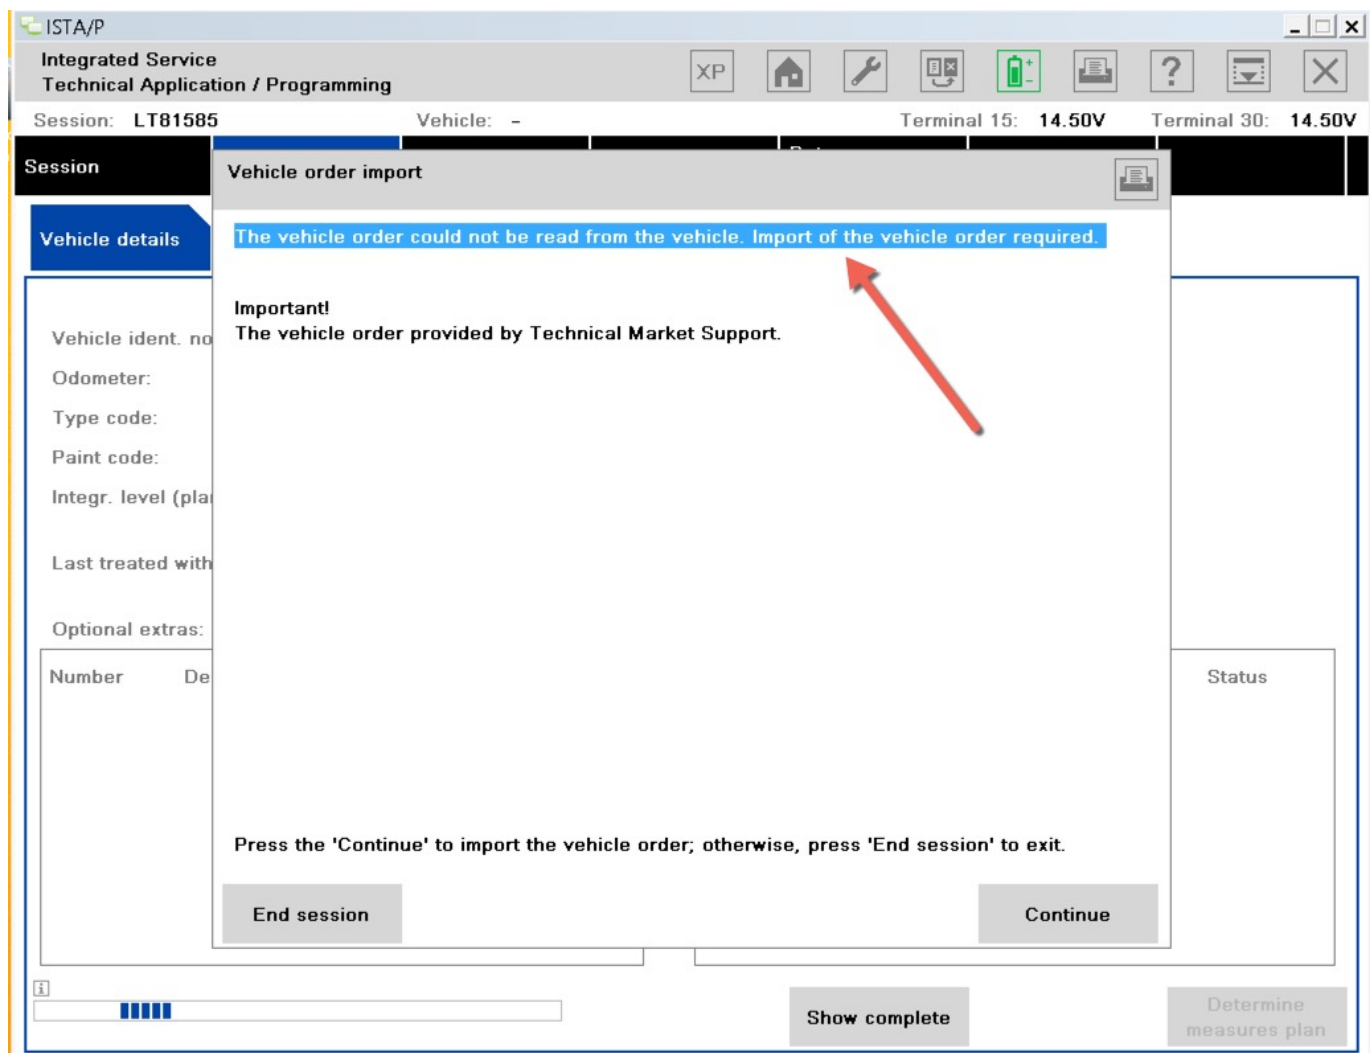 ISTA/P
Integrated Service
Technical Application / Programming
XP
Session: LT81585 Vehicle: - Terminal 15: 14.50V Terminal 30: 14.50V
Session
Vehicle order import
Vehicle details
The vehicle order could not be read from the vehicle. Import of the vehicle order required.
Important!
The vehicle order provided by Technical Market Support.
Vehicle ident. no
Odometer:
Type code:
Paint code:
Integr. level (pla
Last treated with
Optional extras:
Number De Status
Press the 'Continue' to import the vehicle order; otherwise, press 'End session' to exit.
End session Continue
Show complete
Determine
measures plan